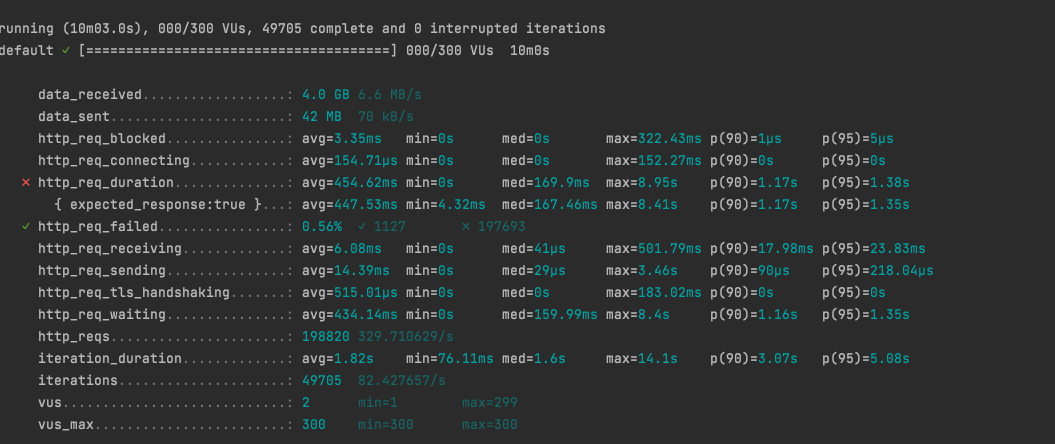 running (10m03.0s), 000/300 VUs, 49705 complete and 0 interrupted iterations
default ✓ [======================================] 000/300 VUs  10m0s
data_received..................: 4.0 GB 6.6 MB/s
data_sent......................: 42 MB  70 kB/s
http_req_blocked...............: avg=3.35ms   min=0s      med=0s       max=322.43ms p(90)=1µs     p(95)=5µs
http_req_connecting............: avg=154.71µs min=0s      med=0s       max=152.27ms p(90)=0s      p(95)=0s
✗ http_req_duration..............: avg=454.62ms min=0s      med=169.9ms  max=8.95s    p(90)=1.17s   p(95)=1.38s
{ expected_response:true }...: avg=447.53ms min=4.32ms  med=167.46ms max=8.41s    p(90)=1.17s   p(95)=1.35s
✓ http_req_failed................: 0.56%  ✓ 1127       ✗ 197693
http_req_receiving.............: avg=6.08ms   min=0s      med=41µs     max=501.79ms p(90)=17.98ms p(95)=23.83ms
http_req_sending...............: avg=14.39ms  min=0s      med=29µs     max=3.46s    p(90)=90µs    p(95)=218.04µs
http_req_tls_handshaking.......: avg=515.01µs min=0s      med=0s       max=183.02ms p(90)=0s      p(95)=0s
http_req_waiting...............: avg=434.14ms min=0s      med=159.99ms max=8.4s     p(90)=1.16s   p(95)=1.35s
http_reqs......................: 198820 329.710629/s
iteration_duration.............: avg=1.82s    min=76.11ms med=1.6s     max=14.1s    p(90)=3.07s   p(95)=5.08s
iterations.....................: 49705  82.427657/s
vus............................: 2      min=1        max=299
vus_max........................: 300    min=300      max=300